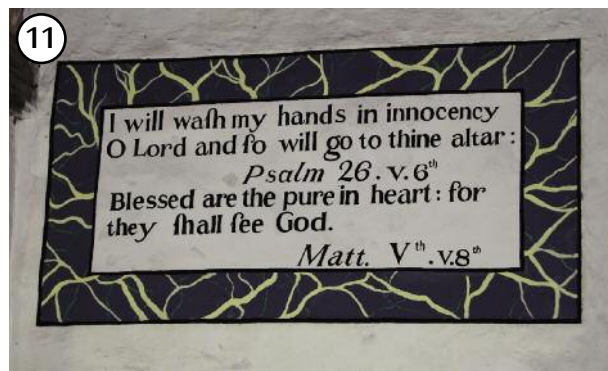 11
I will waſh my hands in innocency
O Lord and ſo will go to thine altar:
Psalm 26. v. 6th
Blessed are the pure in heart: for
they ſhall ſee God.
Matt. Vth. v.8th